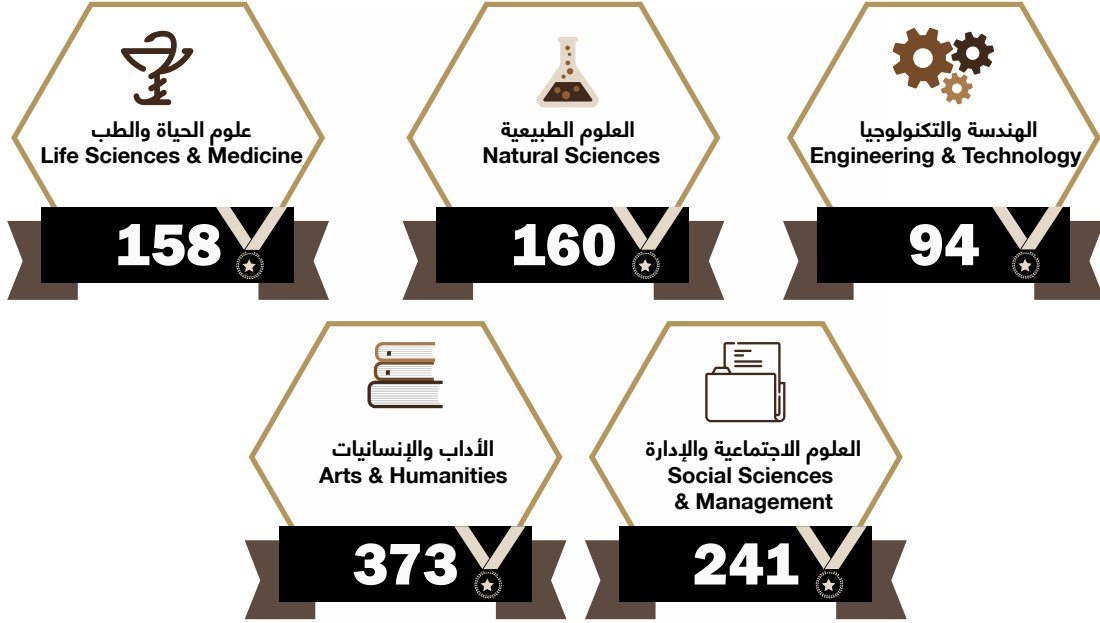 علوم الحياة والطب
Life Sciences & Medicine
158
العلوم الطبيعية
Natural Sciences
160
الهندسة والتكنولوجيا
Engineering & Technology
94
الأداب والإنسانيات
Arts & Humanities
373
العلوم الاجتماعية والإدارة
Social Sciences
& Management
241